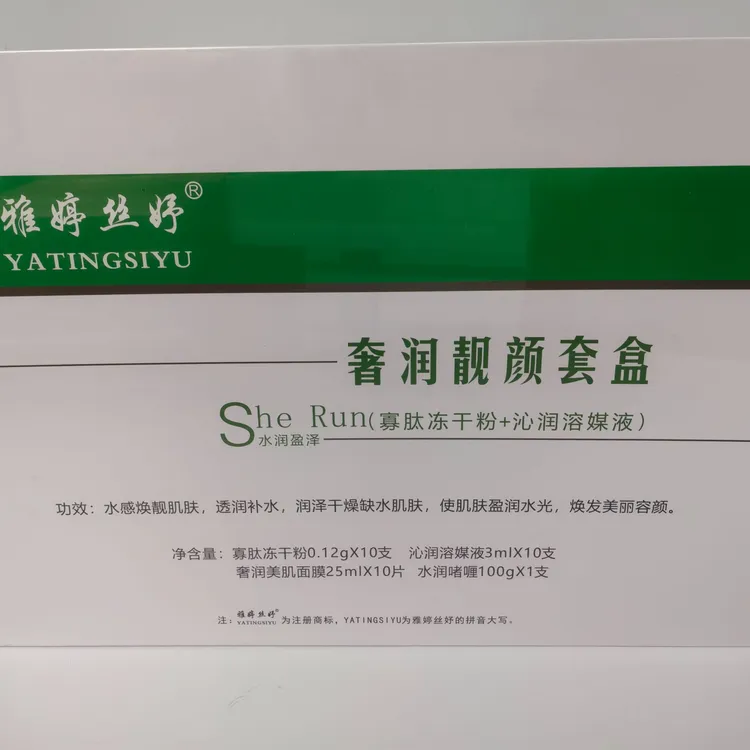 雅婷丝妤®
YATINGSIYU
奢润靓颜套盒
She Run(寡肽冻干粉+沁润溶媒液)
水润盈泽
功效：水感焕靓肌肤，透润补水，润泽干燥缺水肌肤，使肌肤盈润水光，焕发美丽容颜。
净含量：寡肽冻干粉0.12gX10支 沁润溶媒液3mlX10支
奢润美肌面膜25mlX10片 水润啫喱100gX1支
注：雅婷丝妤® YATINGSIYU 为注册商标，YATINGSIYU为雅婷丝妤的拼音大写。